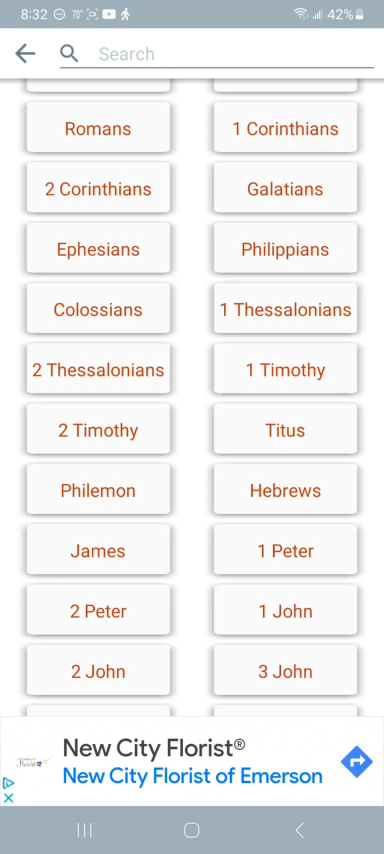 8:32 70° 42%
Search
Romans 1 Corinthians
2 Corinthians Galatians
Ephesians Philippians
Colossians 1 Thessalonians
2 Thessalonians 1 Timothy
2 Timothy Titus
Philemon Hebrews
James 1 Peter
2 Peter 1 John
2 John 3 John
New City Florist®
New City Florist of Emerson